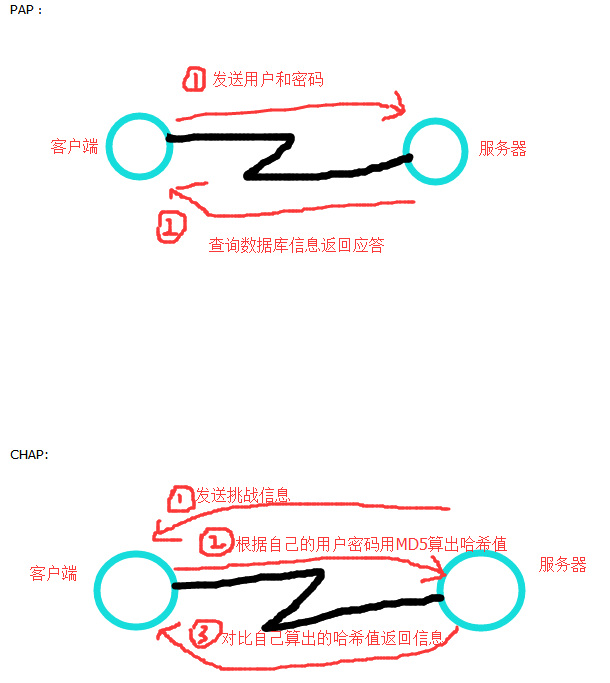 PAP：
① 发送用户和密码
客户端
服务器
②
查询数据库信息返回应答
CHAP:
① 发送挑战信息
② 根据自己的用户密码用MD5算出哈希值
客户端
服务器
③ 对比自己算出的哈希值返回信息